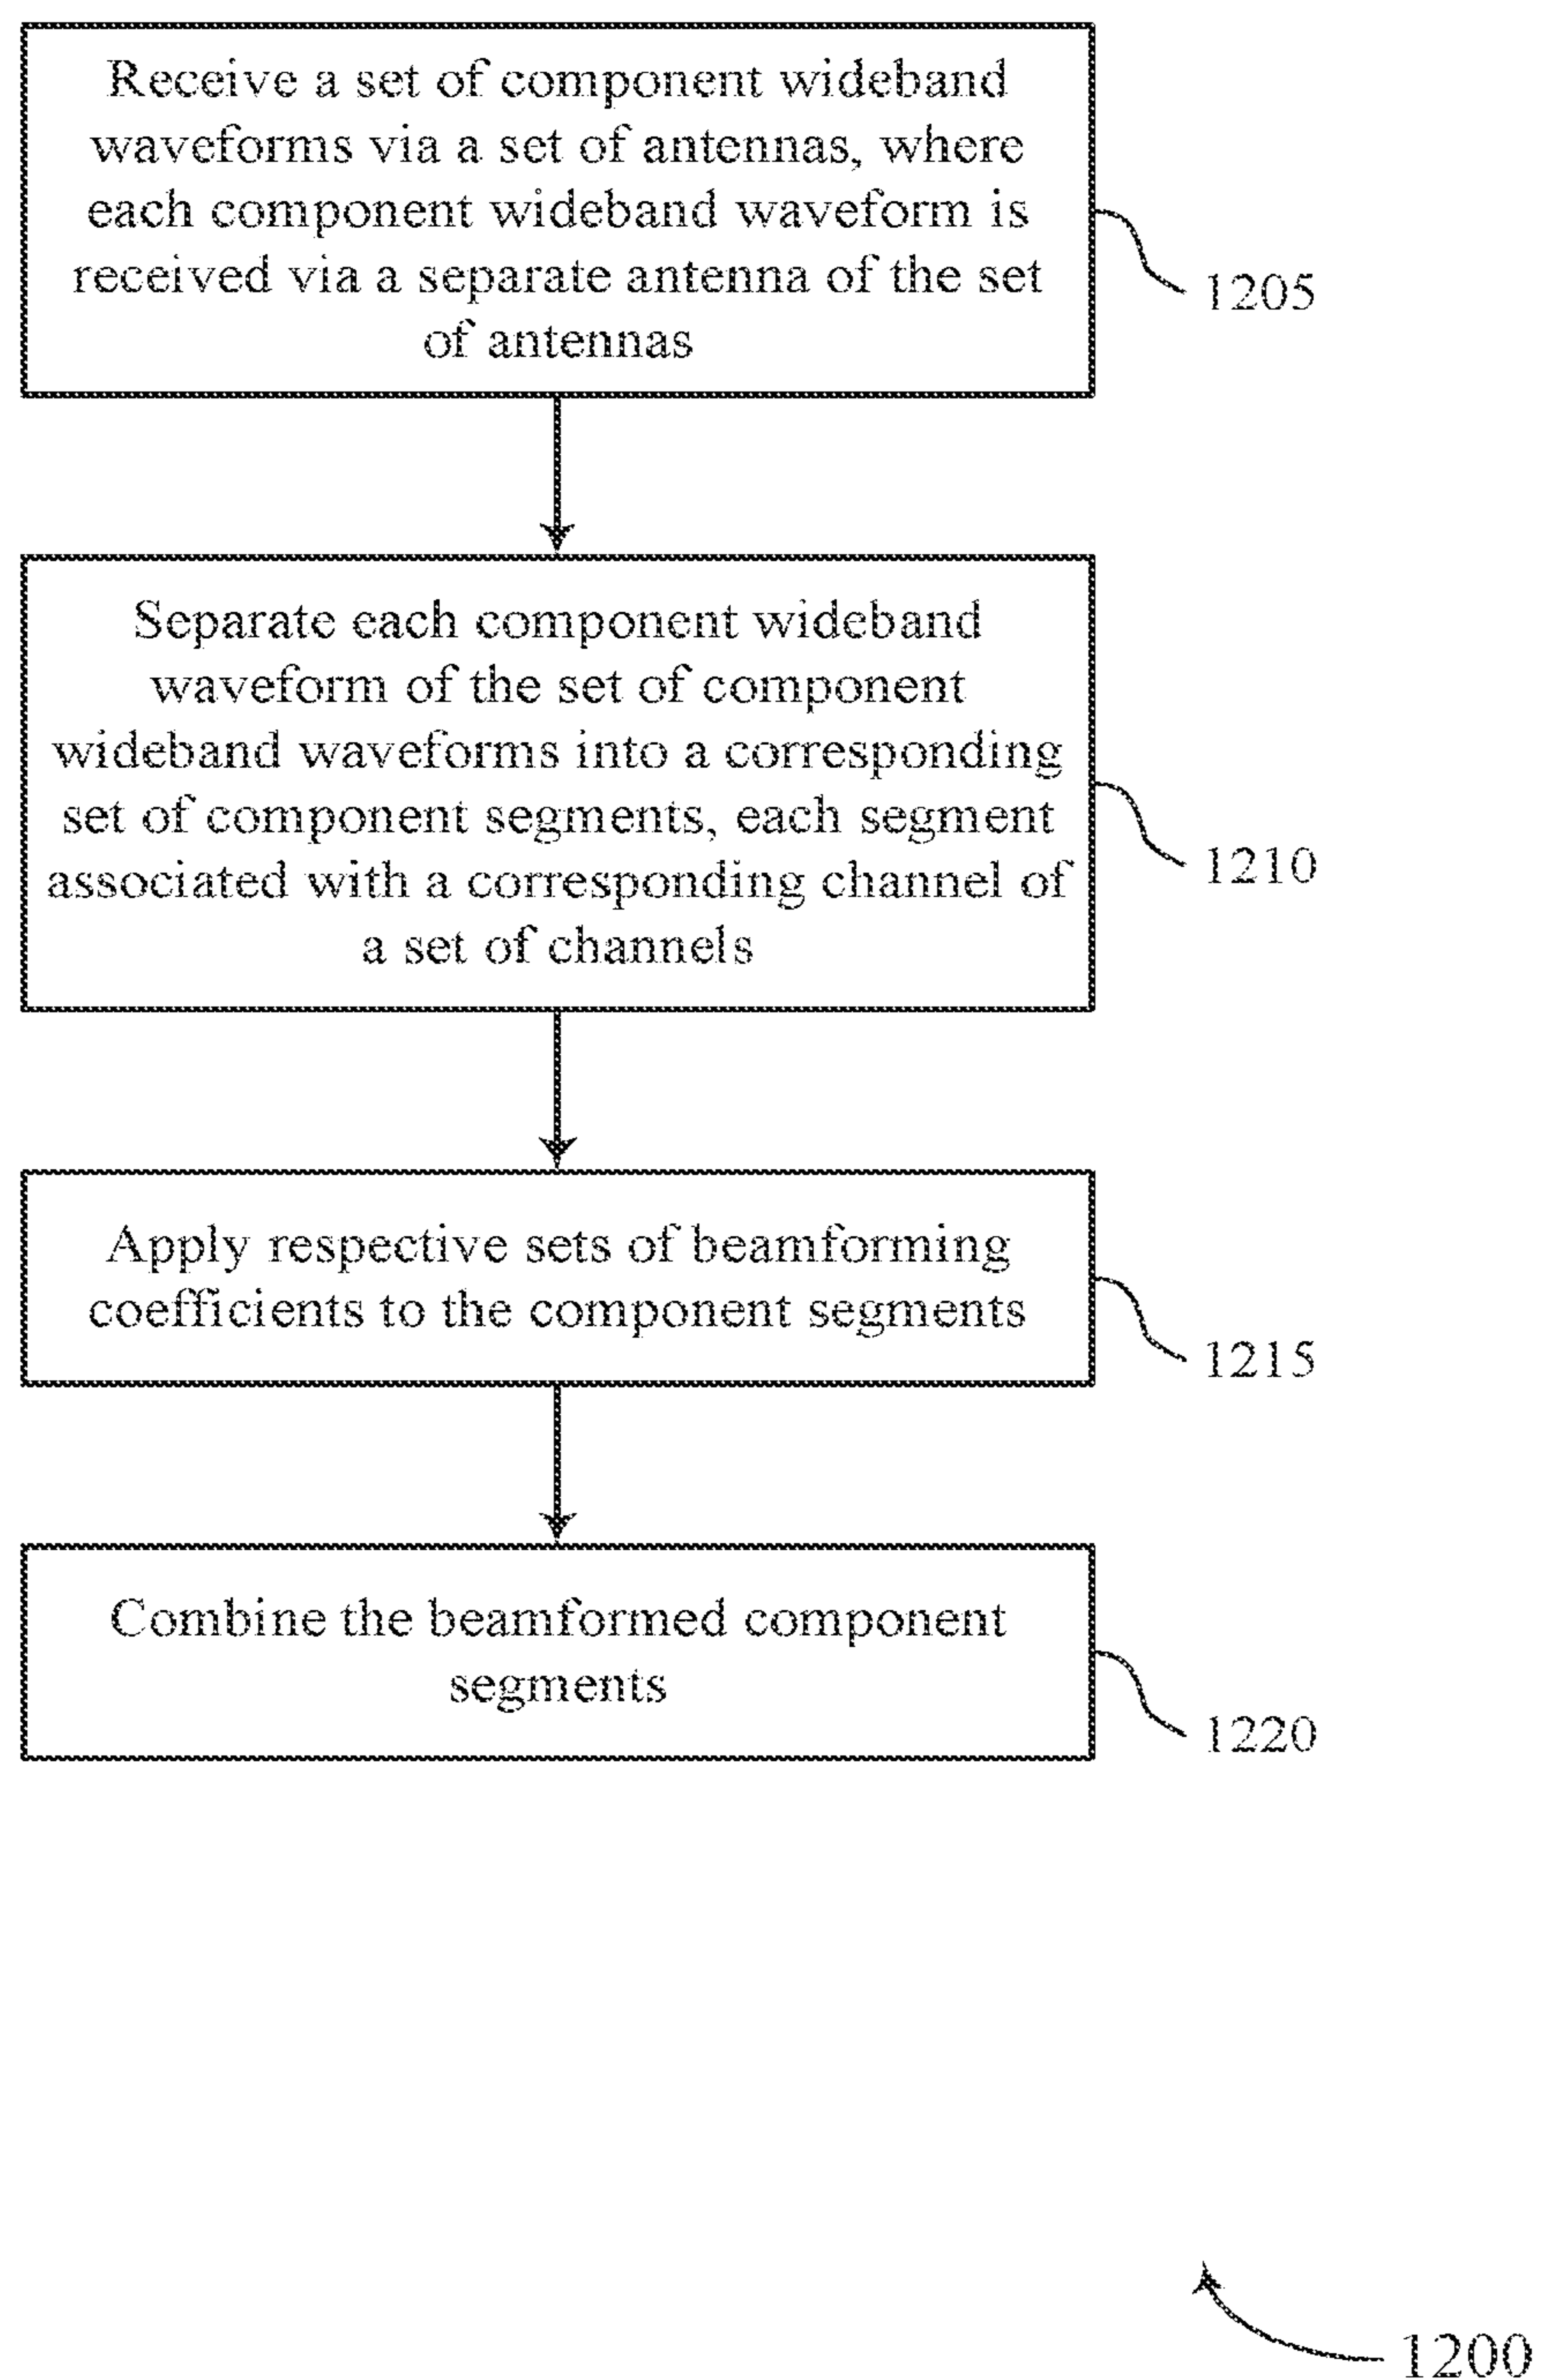 Receive a set of component wideband
waveforms via a set of antennas, where
each component wideband waveform is
received via a separate antenna of the set
of antennas
1205
Separate each component wideband
waveform of the set of component
wideband waveforms into a corresponding
set of component segments, each segment
associated with a corresponding channel of
a set of channels
1210
Apply respective sets of beamforming
coefficients to the component segments
1215
Combine the beamformed component
segments
1220
1200